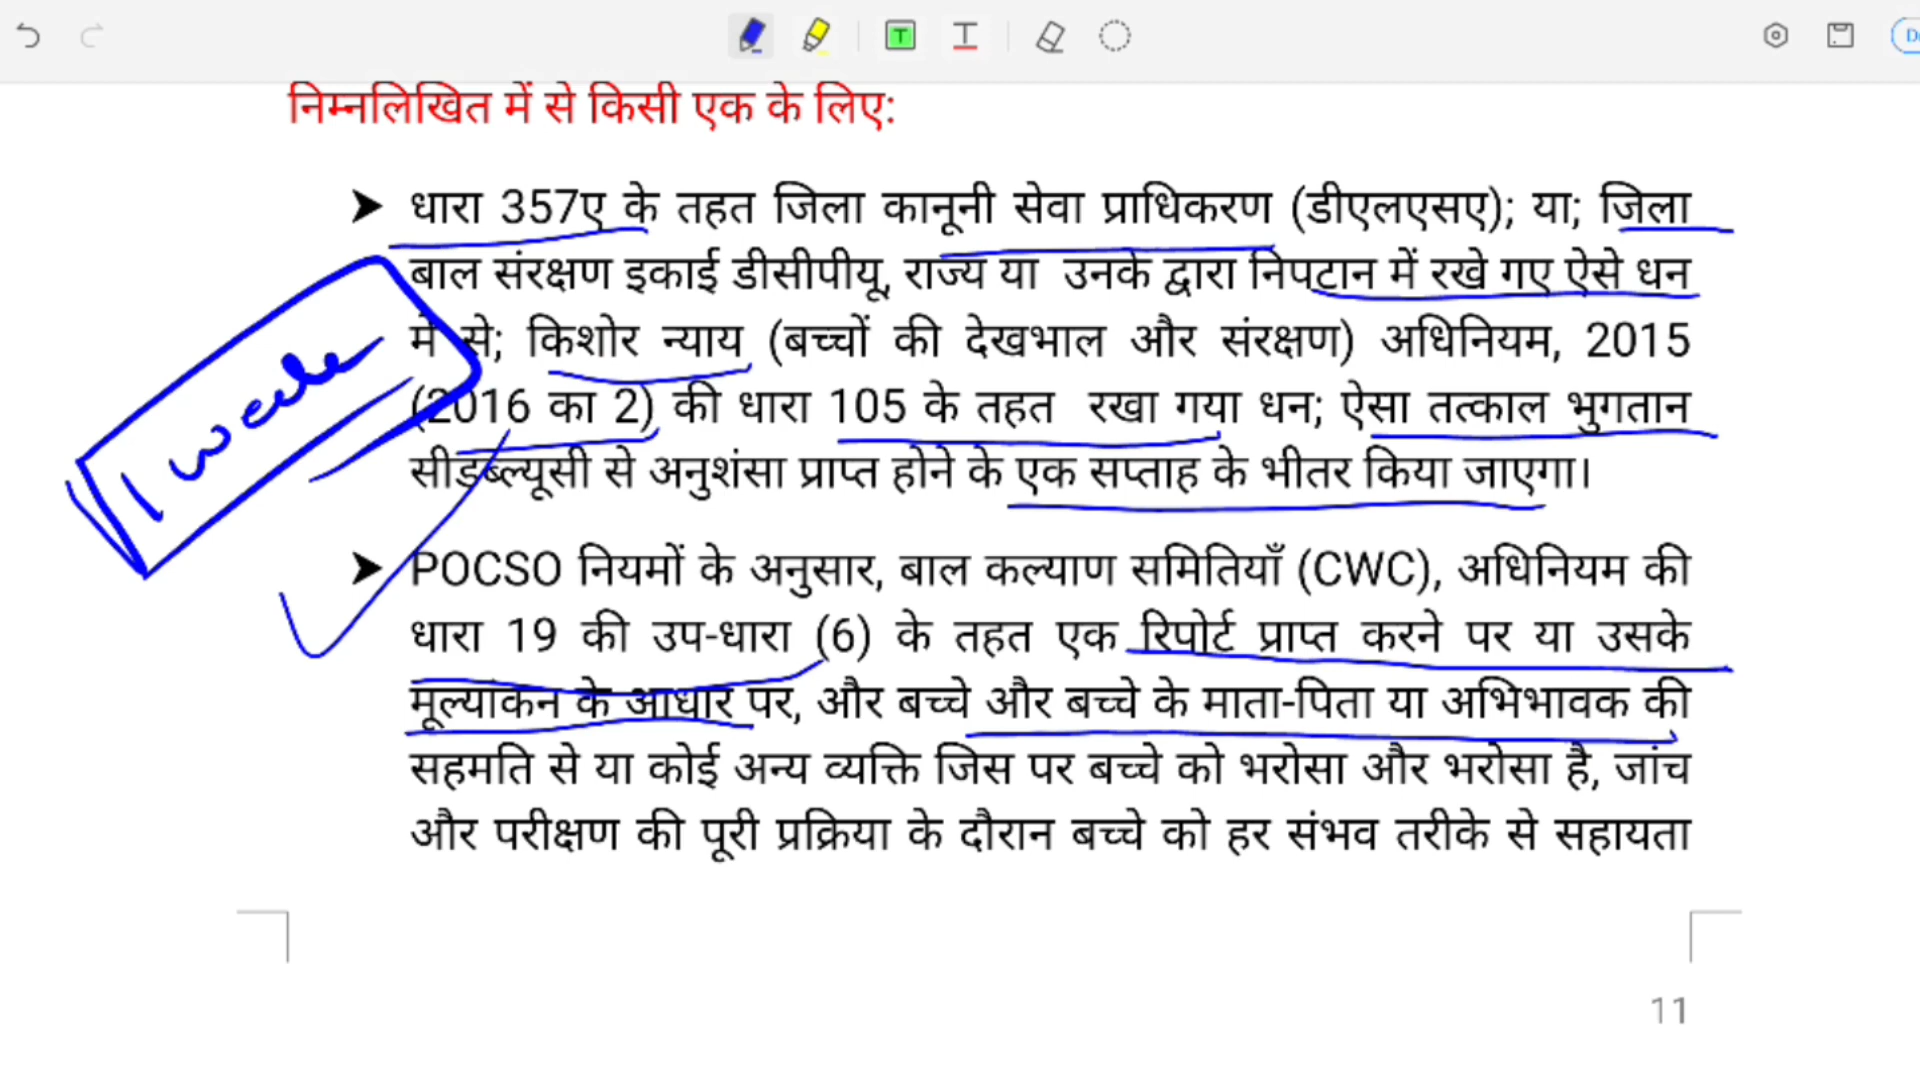 निम्नलिखित में से किसी एक के लिए:
➤ धारा 357ए के तहत जिला कानूनी सेवा प्राधिकरण (डीएलएसए); या; जिला
बाल संरक्षण इकाई डीसीपीयू, राज्य या उनके द्वारा निपटान में रखे गए ऐसे धन
में से; किशोर न्याय (बच्चों की देखभाल और संरक्षण) अधिनियम, 2015
(2016 का 2) की धारा 105 के तहत रखा गया धन; ऐसा तत्काल भुगतान
सीडब्ल्यूसी से अनुशंसा प्राप्त होने के एक सप्ताह के भीतर किया जाएगा।
1 week
➤ POCSO नियमों के अनुसार, बाल कल्याण समितियाँ (CWC), अधिनियम की
धारा 19 की उप-धारा (6) के तहत एक रिपोर्ट प्राप्त करने पर या उसके
मूल्यांकन के आधार पर, और बच्चे और बच्चे के माता-पिता या अभिभावक की
सहमति से या कोई अन्य व्यक्ति जिस पर बच्चे को भरोसा और भरोसा है, जांच
और परीक्षण की पूरी प्रक्रिया के दौरान बच्चे को हर संभव तरीके से सहायता
11